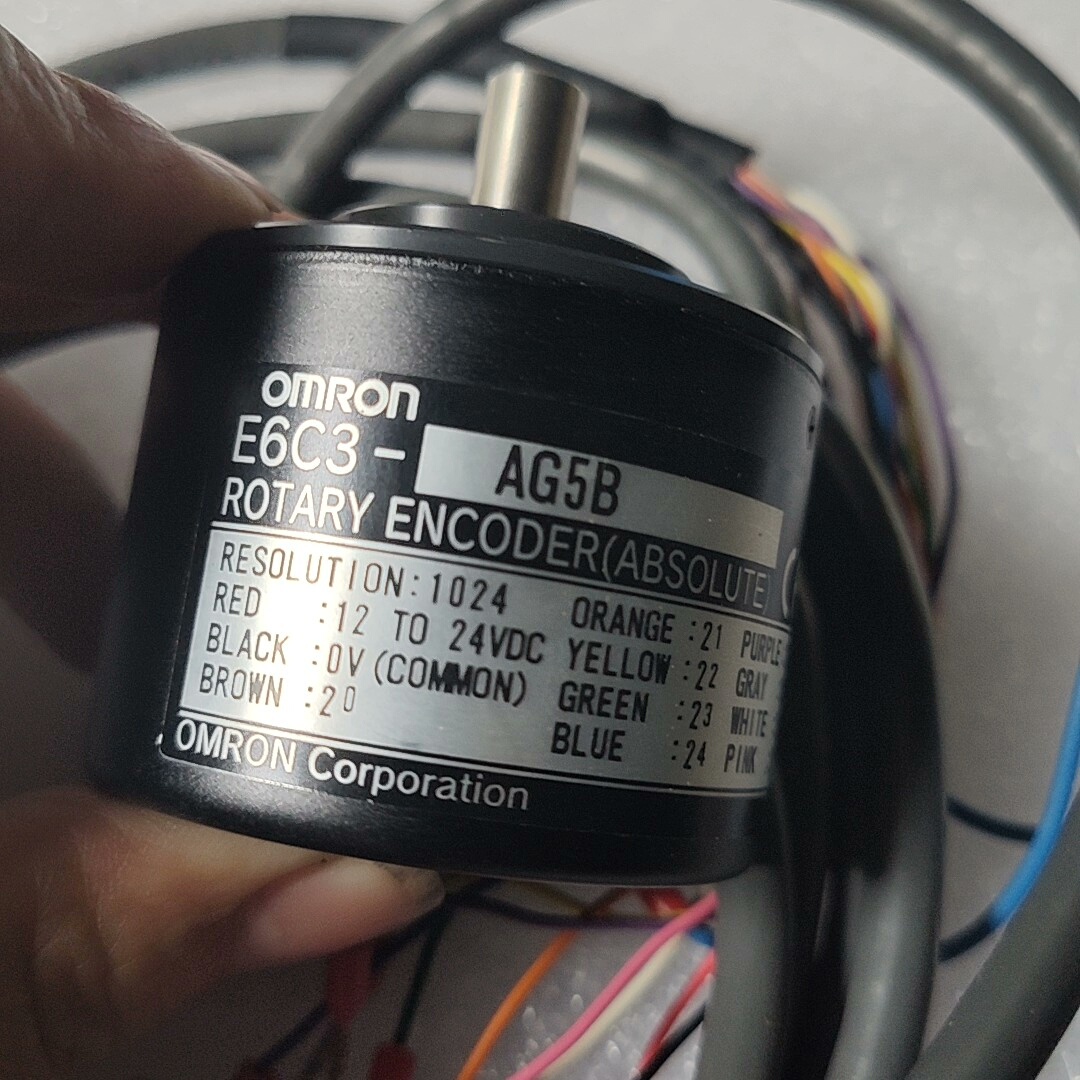 OMRON
E6C3- AG5B
ROTARY ENCODER(ABSOLUTE)
RESOLUTION:1024
RED :12 TO 24VDC
BLACK :0V(COMMON)
BROWN :20
ORANGE :21
YELLOW :22
GREEN :23
BLUE :24
PURPLE
GRAY
WHITE
PINK
OMRON Corporation